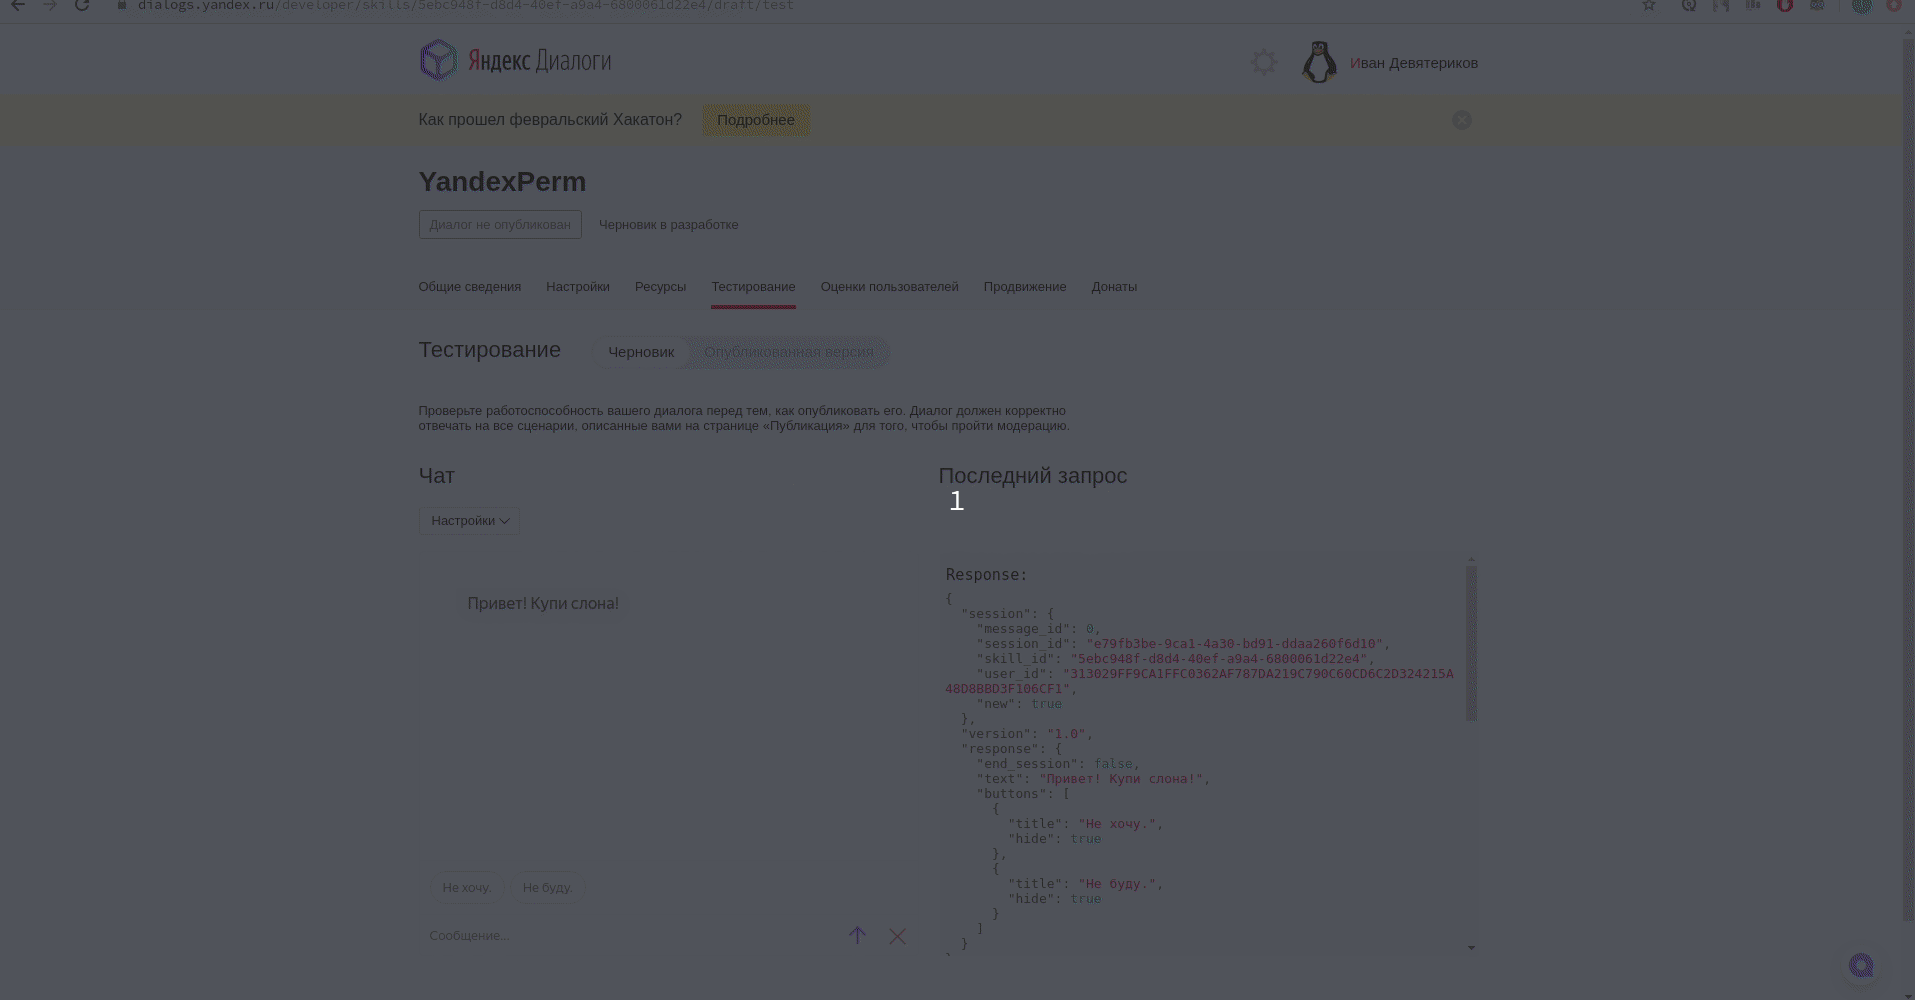 dialogs.yandex.ru/developer/skills/5ebc948f-d8d4-40ef-a9a4-6800061d22e4/draft/test
Яндекс Диалоги
Иван Девятериков
Как прошел февральский Хакатон? Подробнее
YandexPerm
Диалог не опубликован Черновик в разработке
Общие сведения Настройки Ресурсы Тестирование Оценки пользователей Продвижение Донаты
Тестирование Черновик Опубликованная версия
Проверьте работоспособность вашего диалога перед тем, как опубликовать его. Диалог должен корректно
отвечать на все сценарии, описанные вами на странице «Публикация» для того, чтобы пройти модерацию.
Чат
Настройки
Привет! Купи слона!
Не хочу. Не буду.
Сообщение...
Последний запрос
1
Response:
{
"session": {
"message_id": 0,
"session_id": "e79fb3be-9ca1-4a30-bd91-ddaa260f6d10",
"skill_id": "5ebc948f-d8d4-40ef-a9a4-6800061d22e4",
"user_id": "313029FF9CA1FFC0362AF787DA219C790C60CD6C2D324215A
48D8BBD3F106CF1",
"new": true
},
"version": "1.0",
"response": {
"end_session": false,
"text": "Привет! Купи слона!",
"buttons": [
{
"title": "Не хочу.",
"hide": true
},
{
"title": "Не буду.",
"hide": true
}
]
}